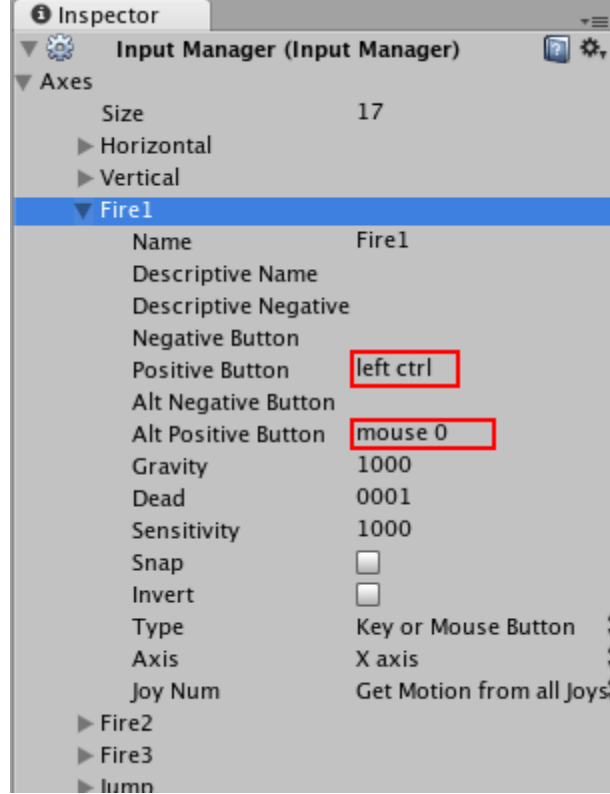 Inspector
Input Manager (Input Manager)
Axes
Size 17
Horizontal
Vertical
Fire1
Name Fire1
Descriptive Name
Descriptive Negative
Negative Button
Positive Button left ctrl
Alt Negative Button
Alt Positive Button mouse 0
Gravity 1000
Dead 0001
Sensitivity 1000
Snap
Invert
Type Key or Mouse Button
Axis X axis
Joy Num Get Motion from all Joys
Fire2
Fire3
Jump